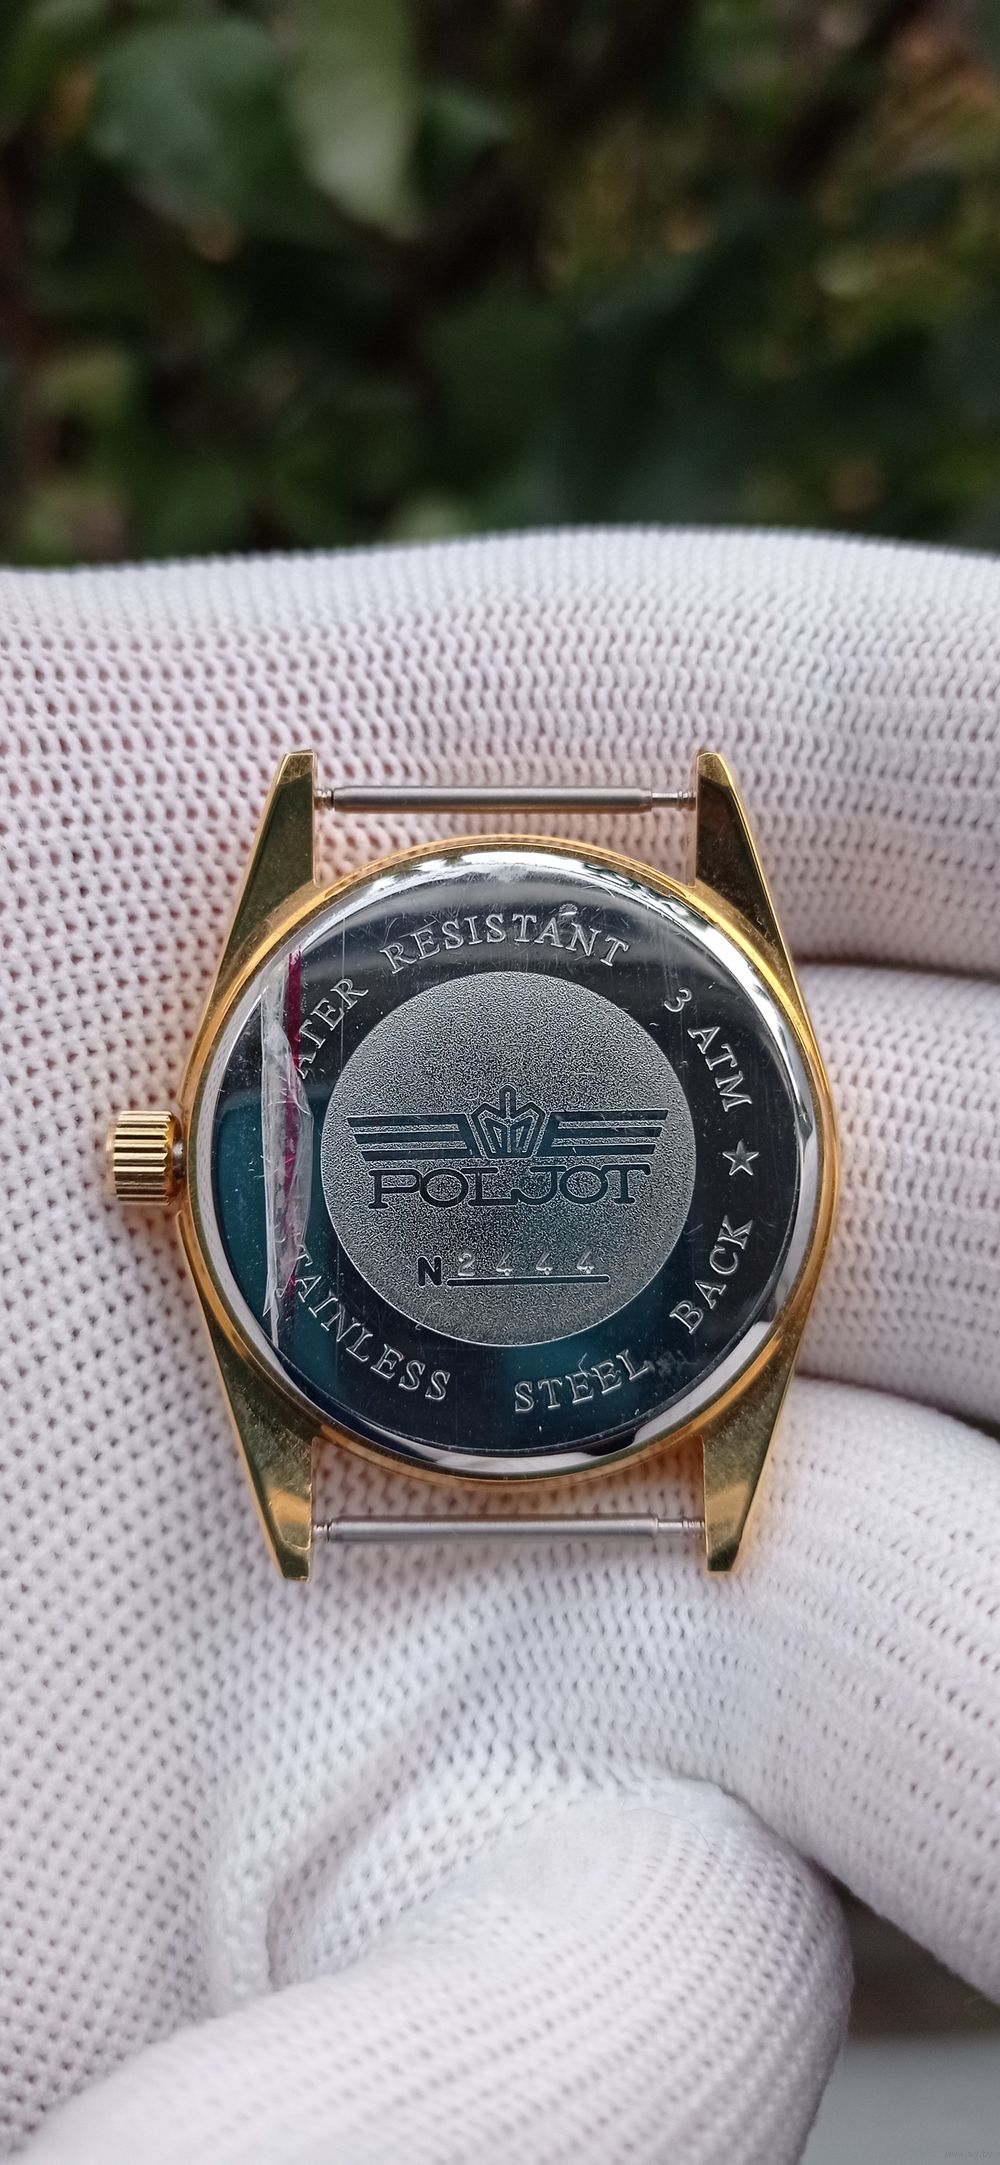 WATER RESISTANT 3 ATM ★
POLJOT
N 2444
STAINLESS STEEL BACK